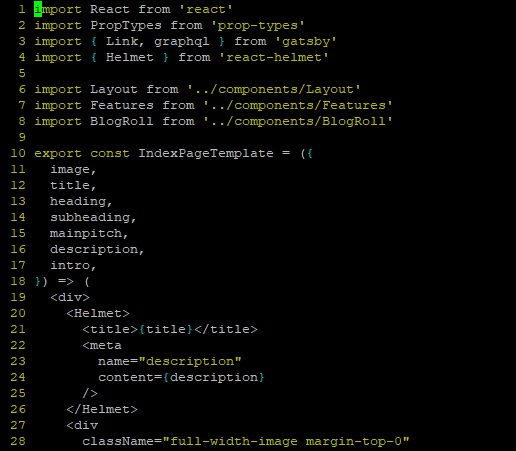 1 import React from 'react'
2 import PropTypes from 'prop-types'
3 import { Link, graphql } from 'gatsby'
4 import { Helmet } from 'react-helmet'
5
6 import Layout from '../components/Layout'
7 import Features from '../components/Features'
8 import BlogRoll from '../components/BlogRoll'
9
10 export const IndexPageTemplate = ({
11   image,
12   title,
13   heading,
14   subheading,
15   mainpitch,
16   description,
17   intro,
18 }) => (
19   <div>
20     <Helmet>
21       <title>{title}</title>
22       <meta
23         name="description"
24         content={description}
25       />
26     </Helmet>
27     <div
28       className="full-width-image margin-top-0"